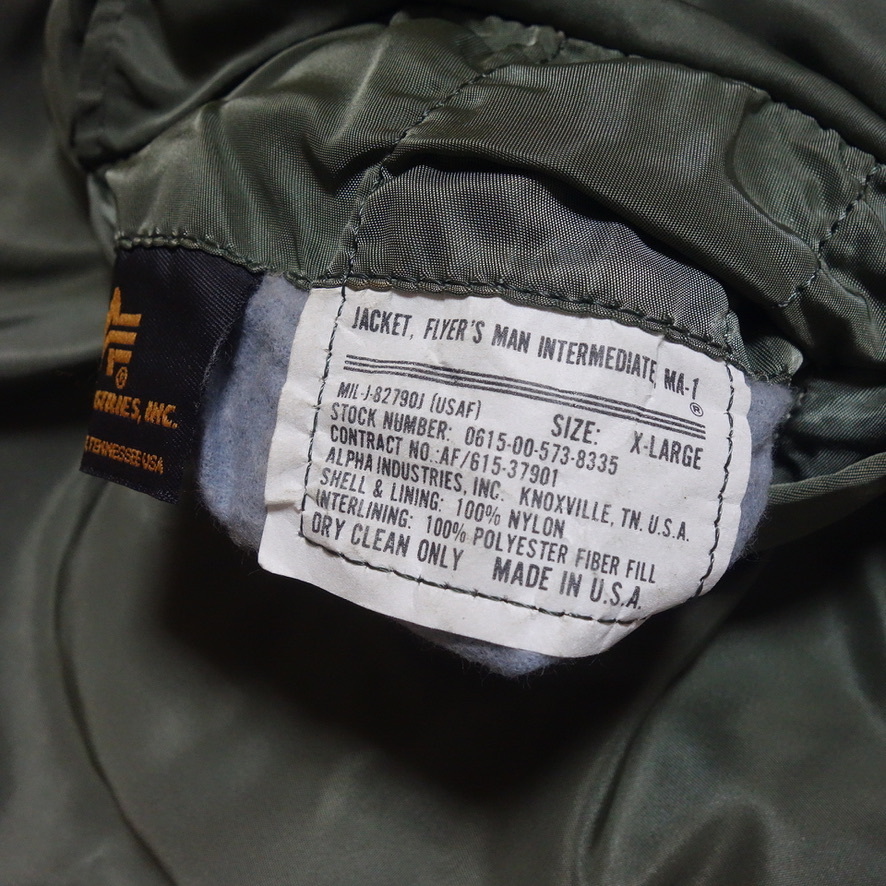 JACKET, FLYER'S MAN INTERMEDIATE, MA-1
®
MIL-J-82790J (USAF)
SIZE: X-LARGE
STOCK NUMBER: 0615-00-573-8335
CONTRACT NO.:AF/615-37901
ALPHA INDUSTRIES, INC. KNOXVILLE, TN. U.S.A.
SHELL & LINING: 100% NYLON
INTERLINING: 100% POLYESTER FIBER FILL
DRY CLEAN ONLY MADE IN U.S.A.
®
STRIES, INC.
TENNESSEE USA